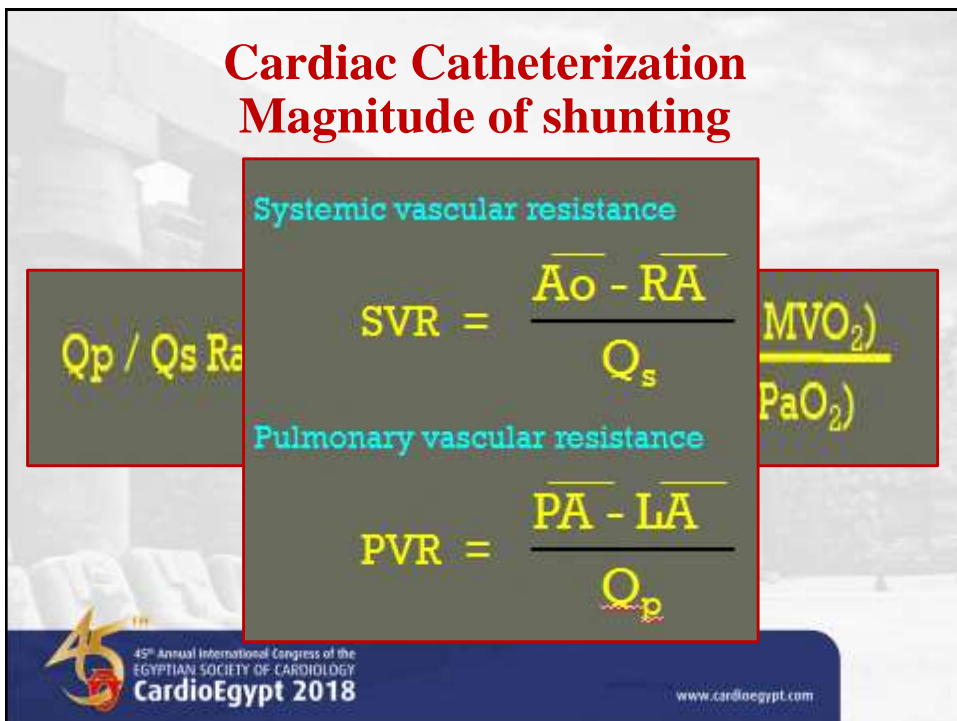 Cardiac Catheterization
Magnitude of shunting
Systemic vascular resistance
SVR = Ao - RA
Qs
Qp / Qs Ra
MVO₂)
PaO₂)
Pulmonary vascular resistance
PVR = PA - LA
Qp
45TH
45th Annual International Congress of the
EGYPTIAN SOCIETY OF CARDIOLOGY
CardioEgypt 2018
www.cardioegypt.com